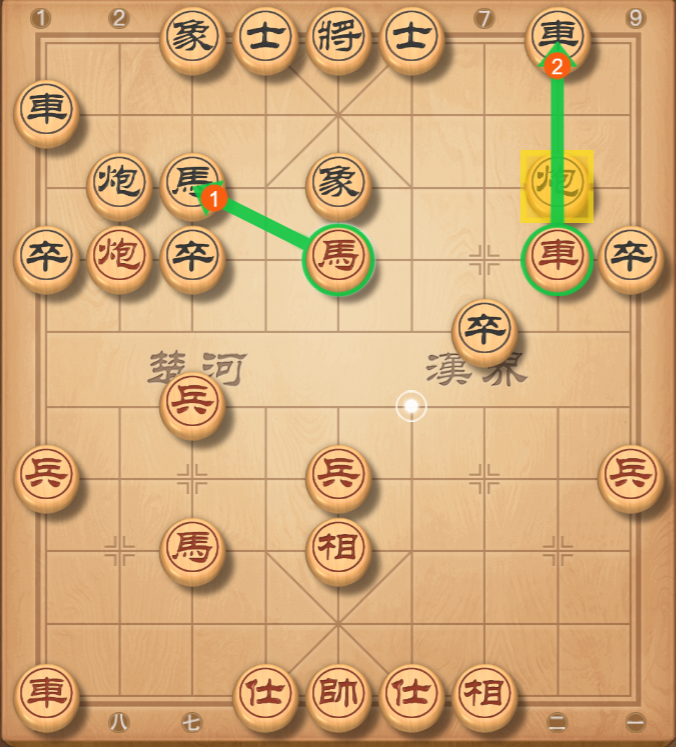 1 2 7 9
象 士 將 士 車
2
車
炮 馬 象 炮
1
卒 炮 卒 馬 車 卒
卒
楚河 漢界
兵
兵 兵 兵
馬 相
車 仕 帥 仕 相
八 七 二 一